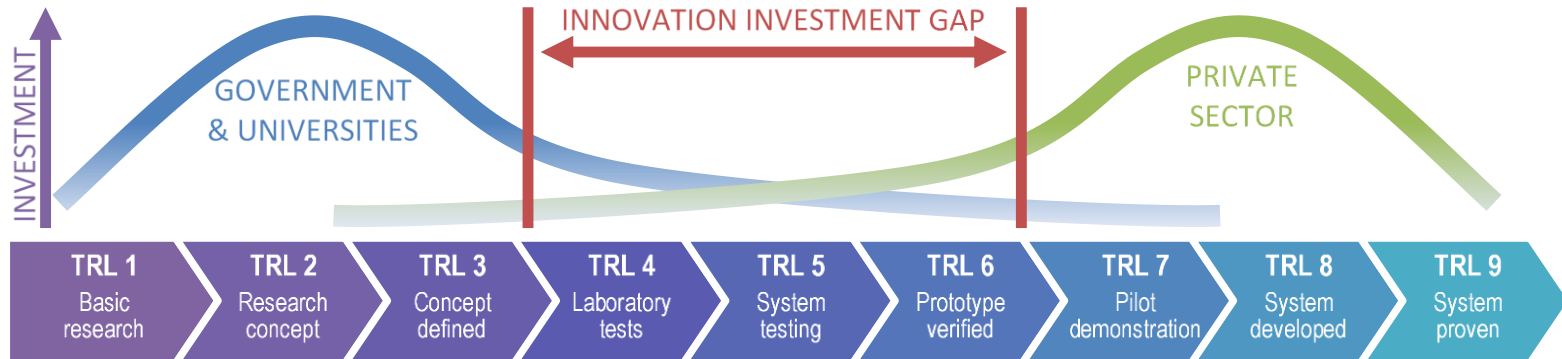 INVESTMENT
INNOVATION INVESTMENT GAP
GOVERNMENT
& UNIVERSITIES
PRIVATE
SECTOR
TRL 1
Basic
research
TRL 2
Research
concept
TRL 3
Concept
defined
TRL 4
Laboratory
tests
TRL 5
System
testing
TRL 6
Prototype
verified
TRL 7
Pilot
demonstration
TRL 8
System
developed
TRL 9
System
proven